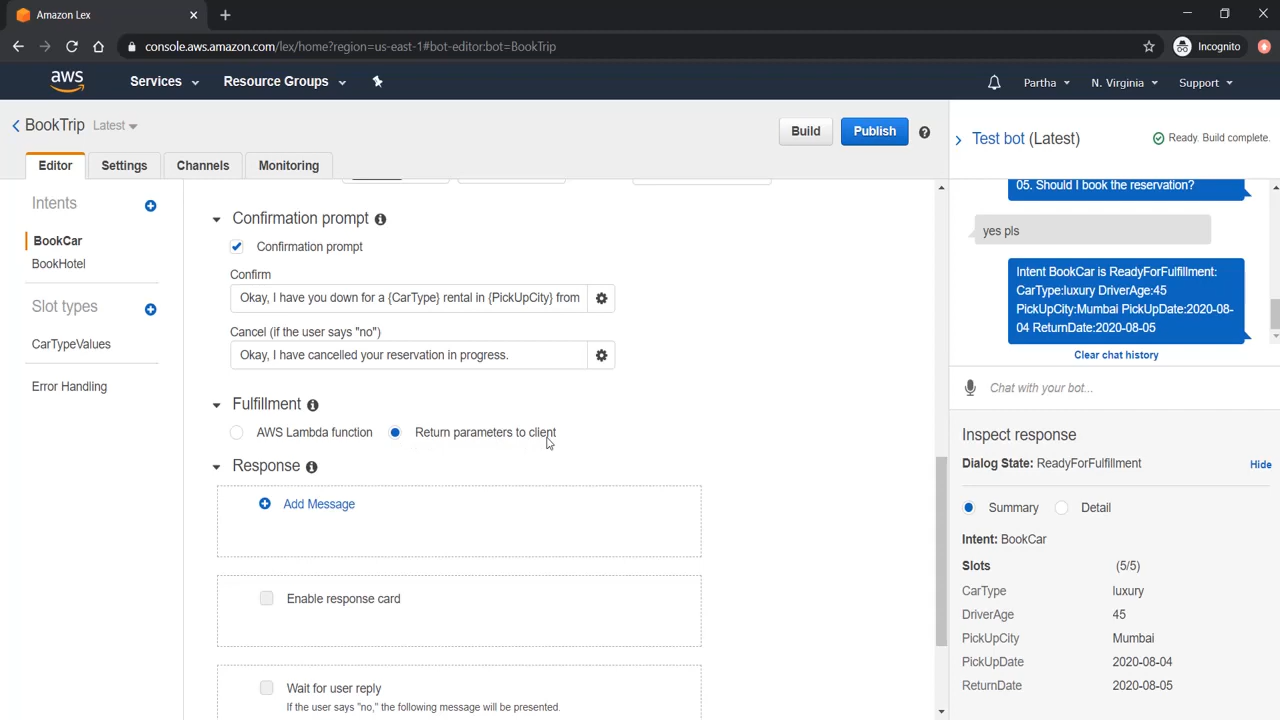 Amazon Lex
console.aws.amazon.com/lex/home?region=us-east-1#bot-editor:bot=BookTrip
Incognito
aws
Services
Resource Groups
Partha
N. Virginia
Support
BookTrip Latest
Build
Publish
Editor
Settings
Channels
Monitoring
Intents
BookCar
BookHotel
Slot types
CarTypeValues
Error Handling
Confirmation prompt
Confirmation prompt
Confirm
Okay, I have you down for a {CarType} rental in {PickUpCity} from
Cancel (if the user says "no")
Okay, I have cancelled your reservation in progress.
Fulfillment
AWS Lambda function
Return parameters to client
Response
Add Message
Enable response card
Wait for user reply
If the user says "no," the following message will be presented.
Test bot (Latest)
Ready. Build complete.
05. Should I book the reservation?
yes pls
Intent BookCar is ReadyForFulfillment:
CarType:luxury DriverAge:45
PickUpCity:Mumbai PickUpDate:2020-08-
04 ReturnDate:2020-08-05
Clear chat history
Chat with your bot...
Inspect response
Dialog State: ReadyForFulfillment
Hide
Summary
Detail
Intent: BookCar
Slots (5/5)
CarType luxury
DriverAge 45
PickUpCity Mumbai
PickUpDate 2020-08-04
ReturnDate 2020-08-05